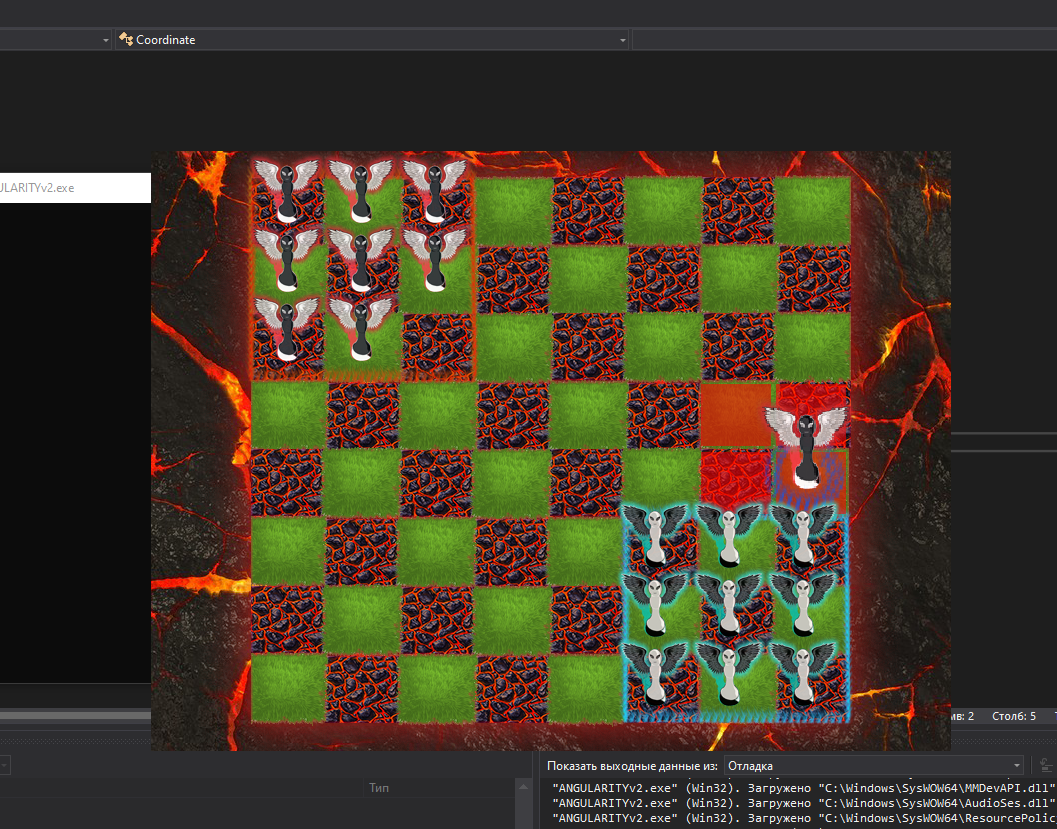 Coordinate
ULARITYv2.exe
мв: 2 Столб: 5
Показать выходные данные из: Отладка
Тип
"ANGULARITYv2.exe" (Win32). Загружено "C:\Windows\SysWOW64\MMDevAPI.dll"
"ANGULARITYv2.exe" (Win32). Загружено "C:\Windows\SysWOW64\AudioSes.dll"
"ANGULARITYv2.exe" (Win32). Загружено "C:\Windows\SysWOW64\ResourcePolic